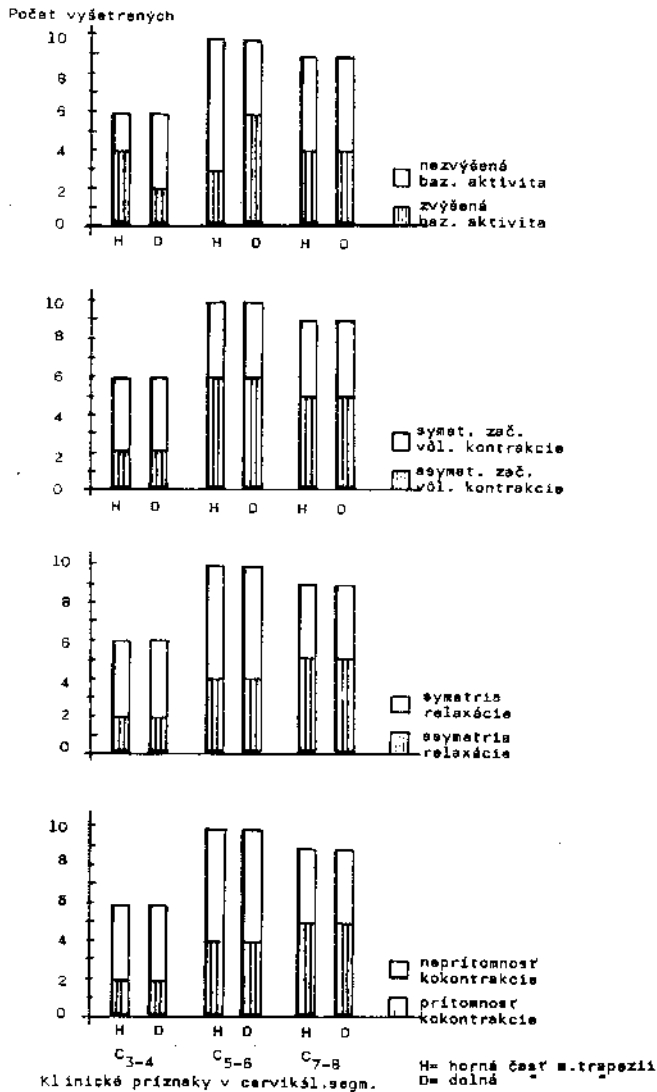 Počet vyšetrených
10
8
6
4
2
0
H D H D H D
nezvýšená
baz. aktivita
zvýšená
baz. aktivita
10
8
6
4
2
0
H D H D H D
symet. zač.
vôl. kontrakcie
asymet. zač.
vôl. kontrakcie
10
8
6
4
2
0
symetria
relaxácie
asymetria
relaxácie
10
8
6
4
2
0
H D H D H D
neprítomnosť
kokontrakcie
prítomnosť
kokontrakcie
C3-4 C5-6 C7-8
Klinické príznaky v cervikál.segm.
H= horná časť m.trapezii
D= dolná " "